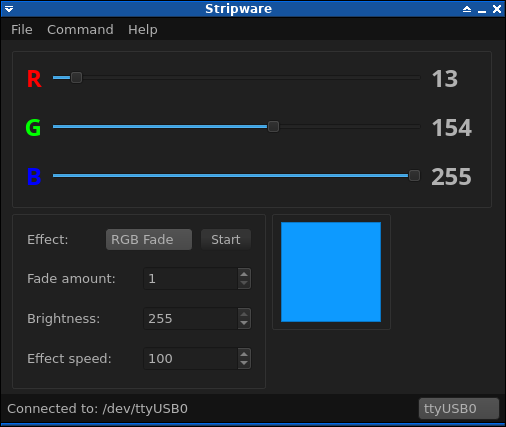 Stripware
File Command Help
R 13
G 154
B 255
Effect: RGB Fade Start
Fade amount: 1
Brightness: 255
Effect speed: 100
Connected to: /dev/ttyUSB0 ttyUSB0